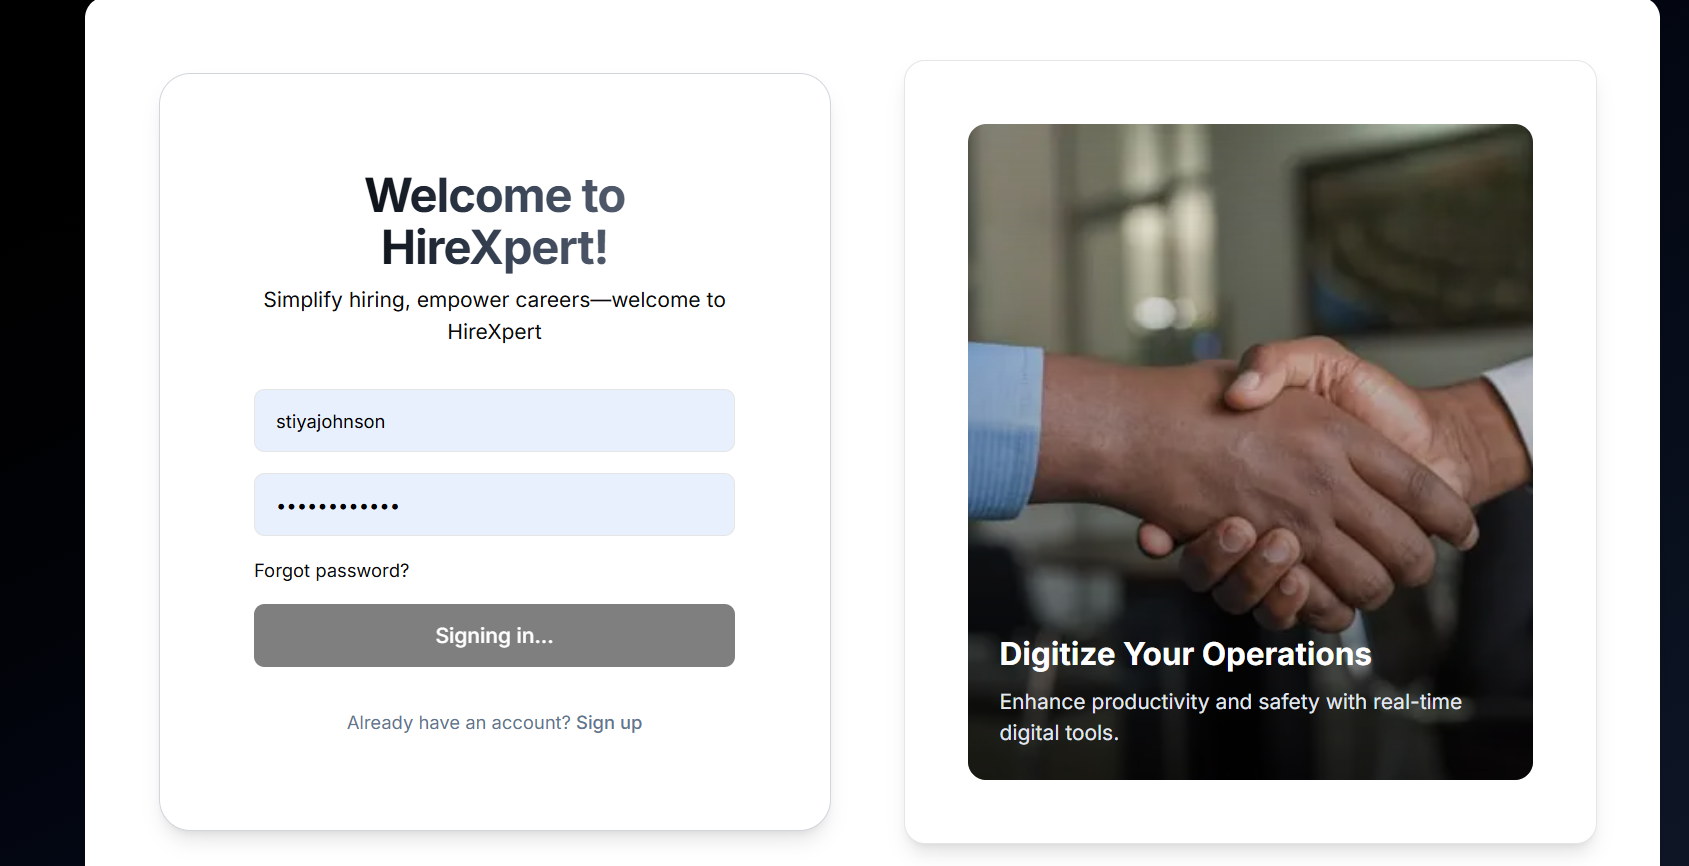 Welcome to
HireXpert!
Simplify hiring, empower careers—welcome to
HireXpert
stiyajohnson
••••••••••••
Forgot password?
Signing in...
Already have an account? Sign up
Digitize Your Operations
Enhance productivity and safety with real-time
digital tools.